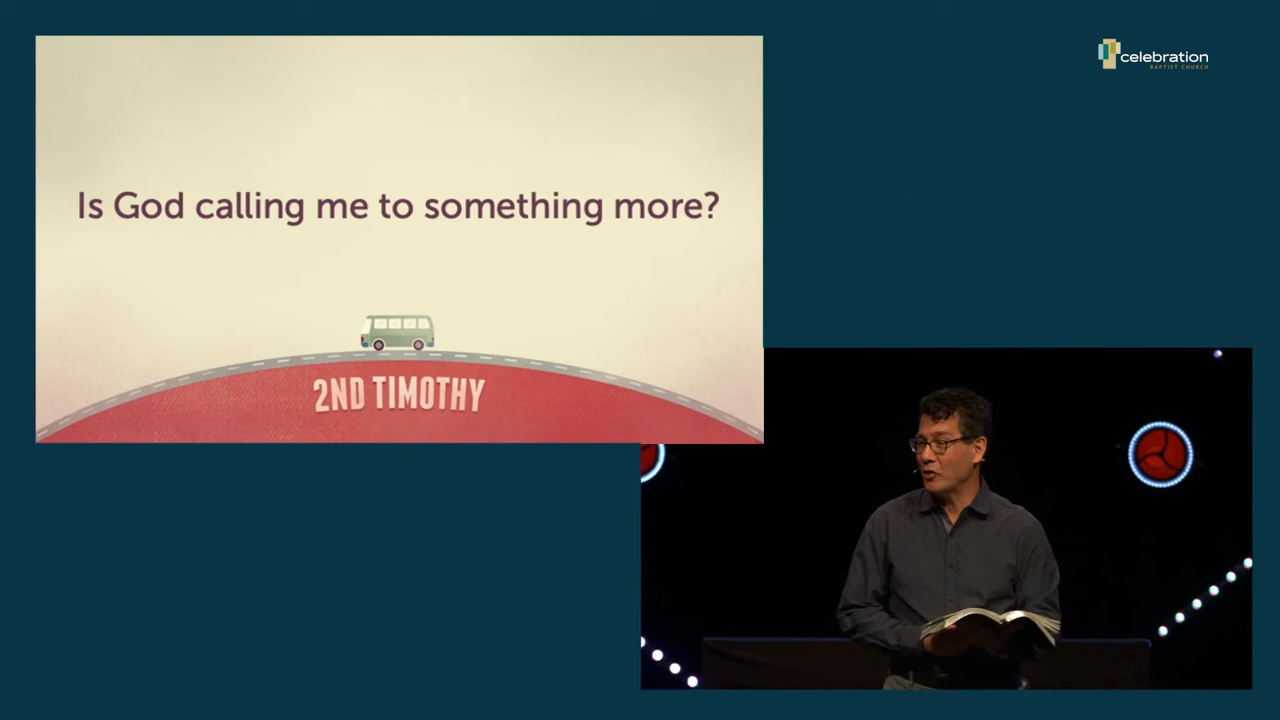 Is God calling me to something more?
2ND TIMOTHY
celebration
BAPTIST CHURCH